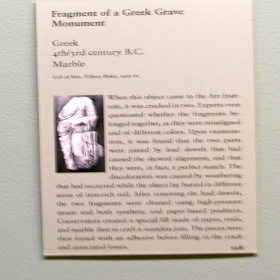 Fragment of a Greek Grave
Monument
Greek
4th/3rd century B.C.
Marble
Gift of Mrs. Tiffany Blake,
When this object came to the Art Insti-
tute, it was cracked in two. Experts even
questioned whether the fragments be-
longed together, as they were misaligned
and of different colors. Upon examina-
tion, it was found that the two parts
were joined by lead dowels that had
caused the skewed alignment, and that
they were, in fact, a perfect match. The
discoloration was caused by weathering
that had occurred while the object lay buried in different
areas of iron-rich soil. After removing the lead dowels,
the two fragments were cleaned using high-pressure
steam and both synthetic and paper-based poultices.
Conservators created a special fill made of paper, resin,
and marble dust to craft a seamless join. The pieces were
then joined with an adhesive before filling in the crack
and associated losses.